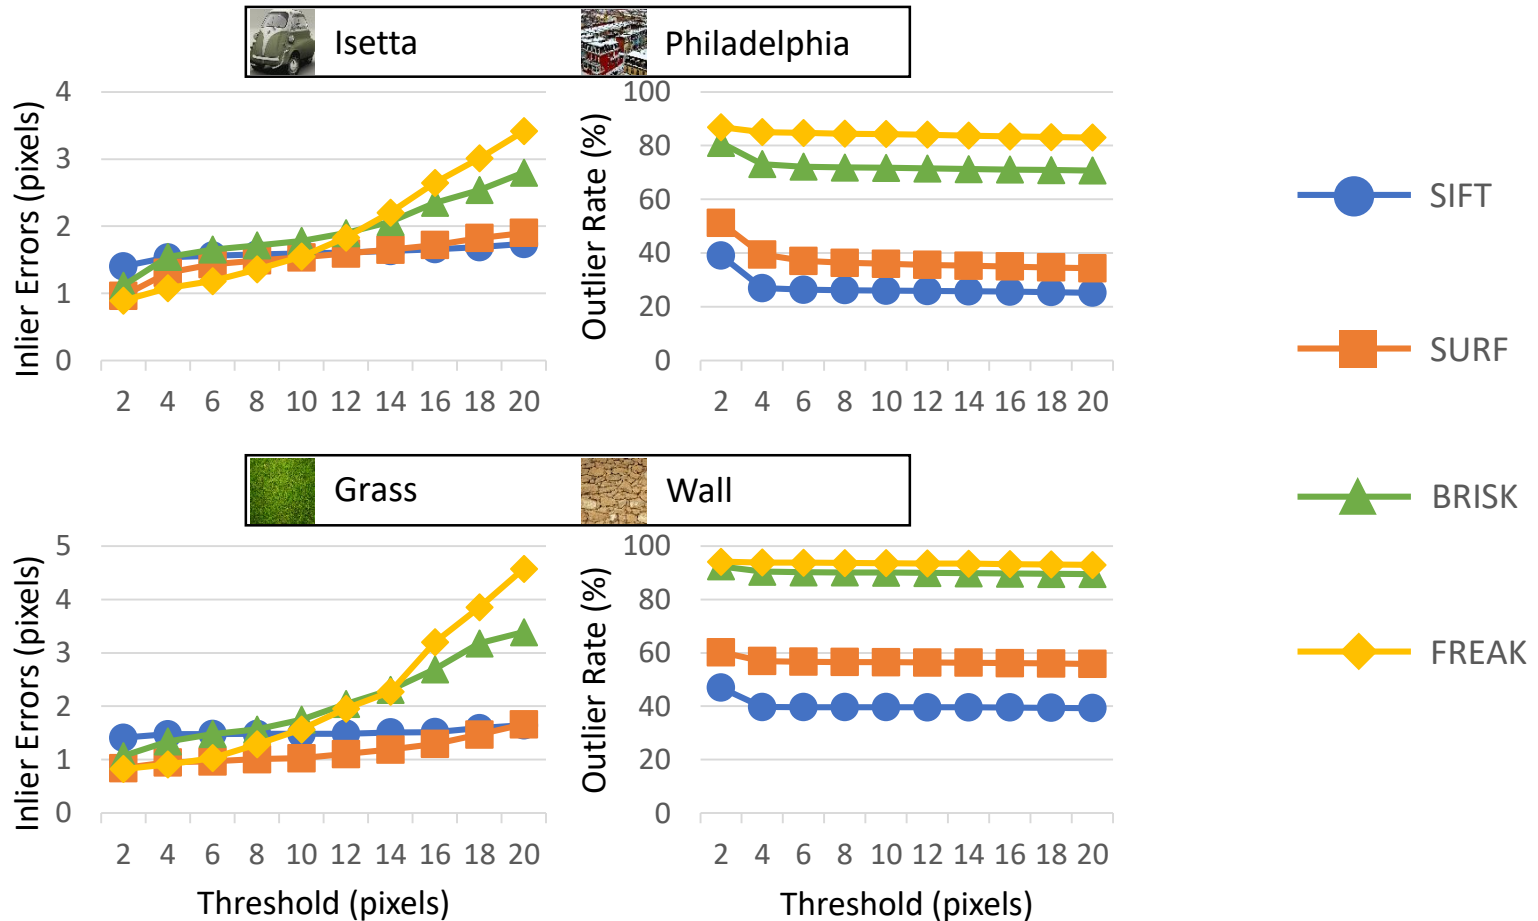 Isetta Philadelphia
Inlier Errors (pixels)
4
3
2
1
0
2 4 6 8 10 12 14 16 18 20
Outlier Rate (%)
100
80
60
40
20
0
2 4 6 8 10 12 14 16 18 20
Grass Wall
Inlier Errors (pixels)
5
4
3
2
1
0
2 4 6 8 10 12 14 16 18 20
Threshold (pixels)
Outlier Rate (%)
100
80
60
40
20
0
2 4 6 8 10 12 14 16 18 20
Threshold (pixels)
SIFT
SURF
BRISK
FREAK